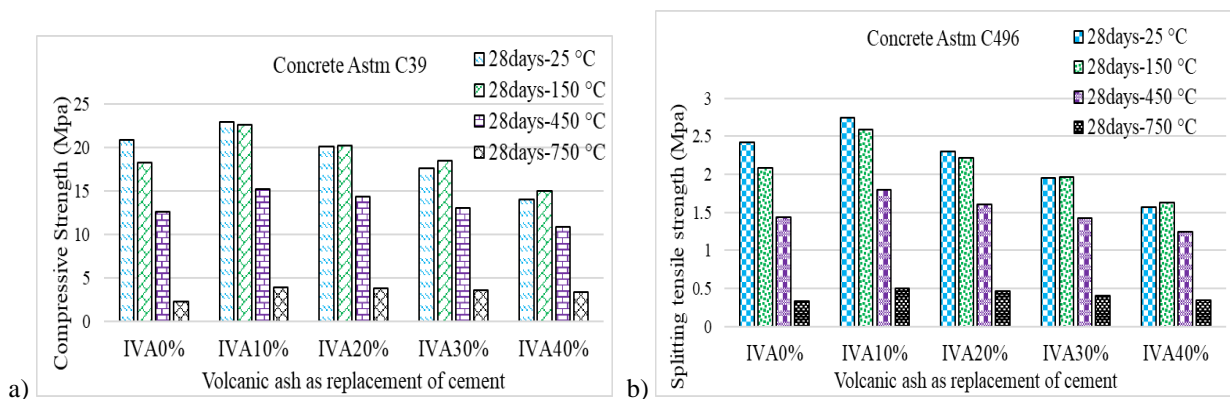 a)
Concrete Astm C39
28days-25 °C
28days-150 °C
28days-450 °C
28days-750 °C
Compressive Strength (Mpa)
25
20
15
10
5
0
IVA0% IVA10% IVA20% IVA30% IVA40%
Volcanic ash as replacement of cement
b)
Concrete Astm C496
28days-25 °C
28days-150 °C
28days-450 °C
28days-750 °C
Splitting tensile strength (Mpa)
3
2.5
2
1.5
1
0.5
0
IVA0% IVA10% IVA20% IVA30% IVA40%
Volcanic ash as replacement of cement